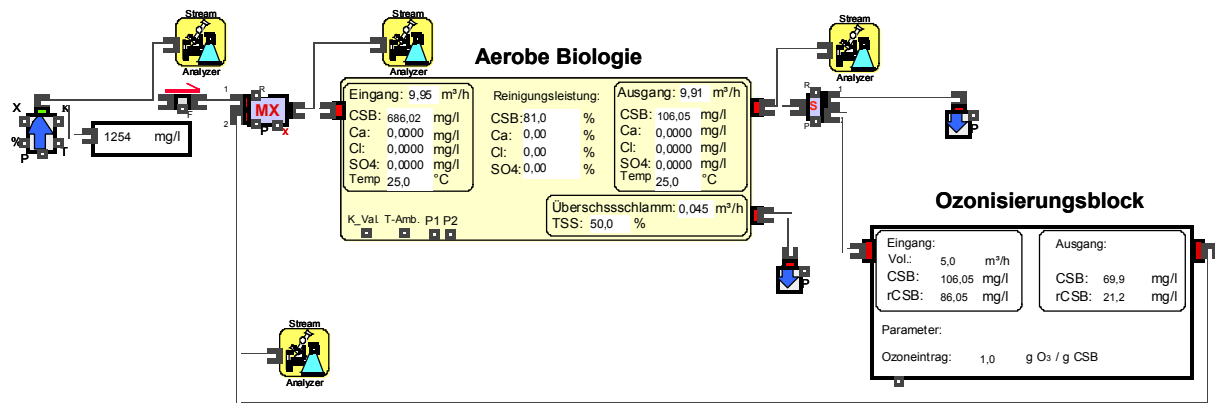 Stream
Analyzer
Stream
Analyzer
Stream
Analyzer
Aerobe Biologie
X
K
%
P
T
1254 mg/l
F
1
2
R
MX
P
x
Eingang: 9,95 m³/h
CSB: 686,02 mg/l
Ca: 0,0000 mg/l
Cl: 0,0000 mg/l
SO4: 0,0000 mg/l
Temp 25,0 °C
Reinigungsleistung:
CSB: 81,0 %
Ca: 0,00 %
Cl: 0,00 %
SO4: 0,00 %
Ausgang: 9,91 m³/h
CSB: 106,05 mg/l
Ca: 0,0000 mg/l
Cl: 0,0000 mg/l
SO4: 0,0000 mg/l
Temp 25,0 °C
Überschssschlamm: 0,045 m³/h
TSS: 50,0 %
K_Val. T-Amb. P1 P2
R
S
1
P
P
P
Ozonisierungsblock
Eingang:
Vol.: 5,0 m³/h
CSB: 106,05 mg/l
rCSB: 86,05 mg/l
Ausgang:
CSB: 69,9 mg/l
rCSB: 21,2 mg/l
Parameter:
Ozoneintrag: 1,0 g O3 / g CSB
Stream
Analyzer